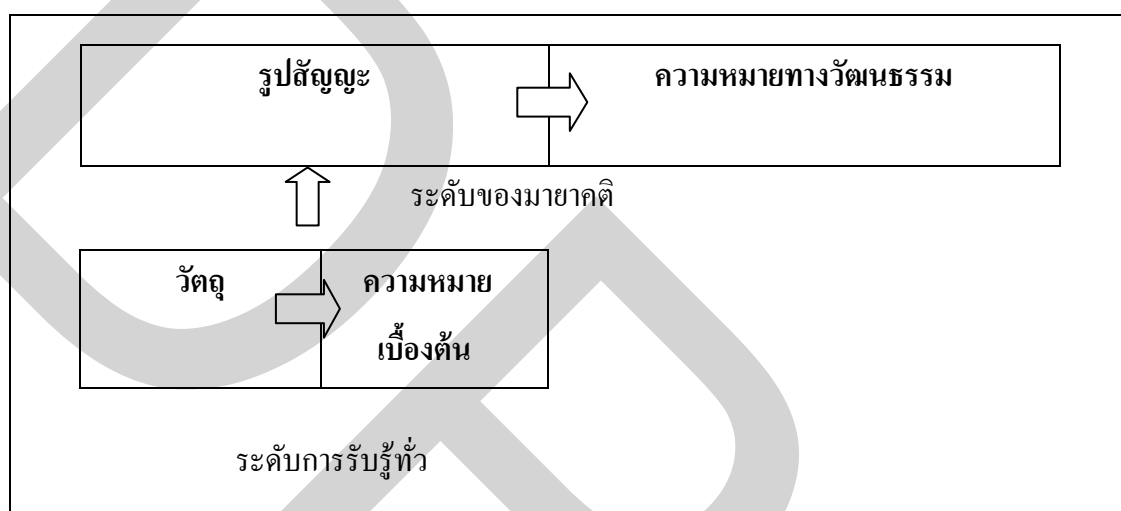 รูปสัญญะ ความหมายทางวัฒนธรรม
ระดับของมายาคติ
วัตถุ ความหมาย
เบื้องต้น
ระดับการรับรู้ทั่ว